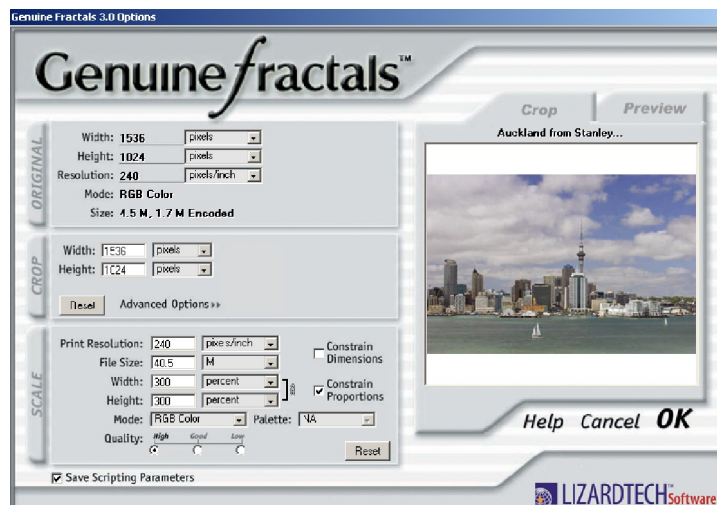 Genuine Fractals 3.0 Options
Genuine fractals™
Crop
Preview
Auckland from Stanley...
ORIGINAL
Width: 1536 pixels
Height: 1024 pixels
Resolution: 240 pixels/inch
Mode: RGB Color
Size: 4.5 M, 1.7 M Encoded
CROP
Width: 1536 pixels
Height: 1024 pixels
Reset
Advanced Options
SCALE
Print Resolution: 240 pixels/inch
File Size: 40.5 M
Width: 300 percent
Height: 300 percent
Mode: RGB Color
Palette: NA
Quality: High Good Low
Constrain Dimensions
Constrain Proportions
Reset
Help Cancel OK
Save Scripting Parameters
LIZARDTECH™ Software